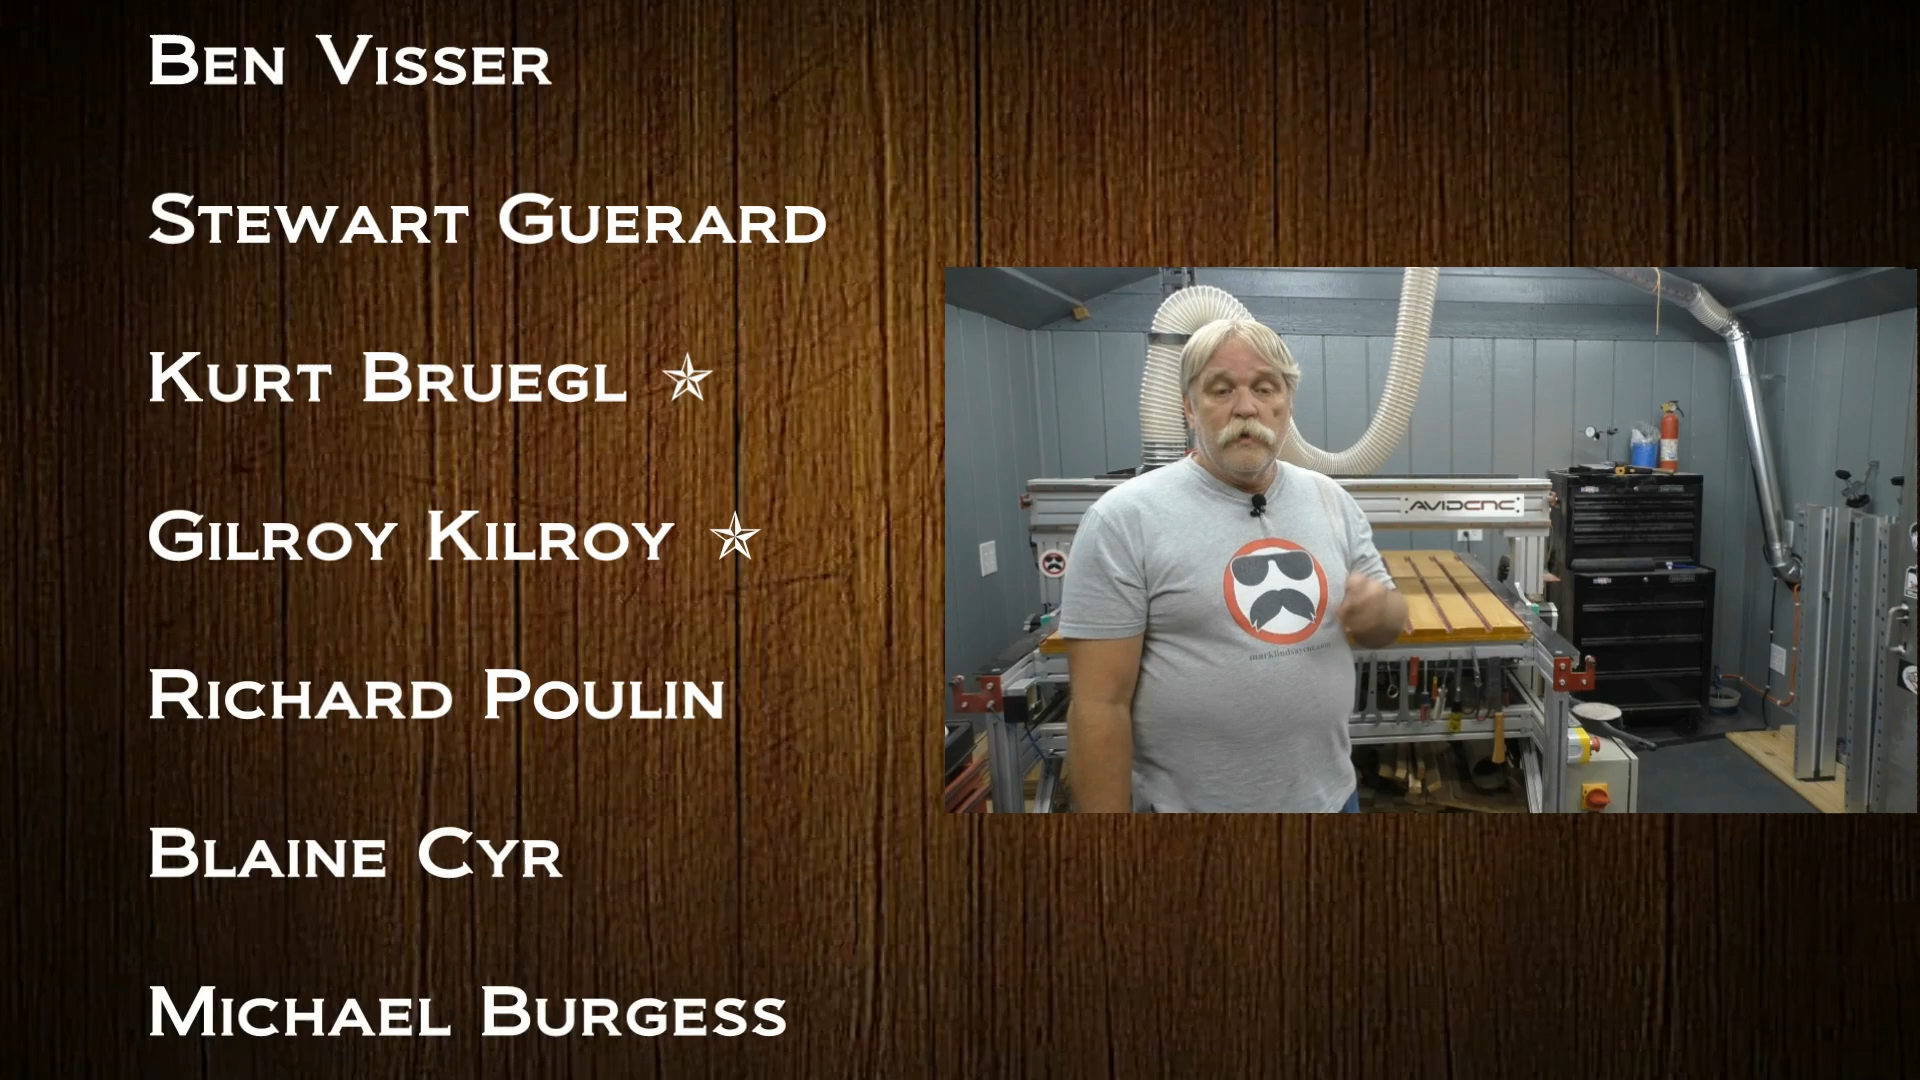 Ben Visser
Stewart Guerard
Kurt Bruegl ☆
Gilroy Kilroy ☆
Richard Poulin
Blaine Cyr
Michael Burgess
AVIDCNC
marklindsaycnc.com